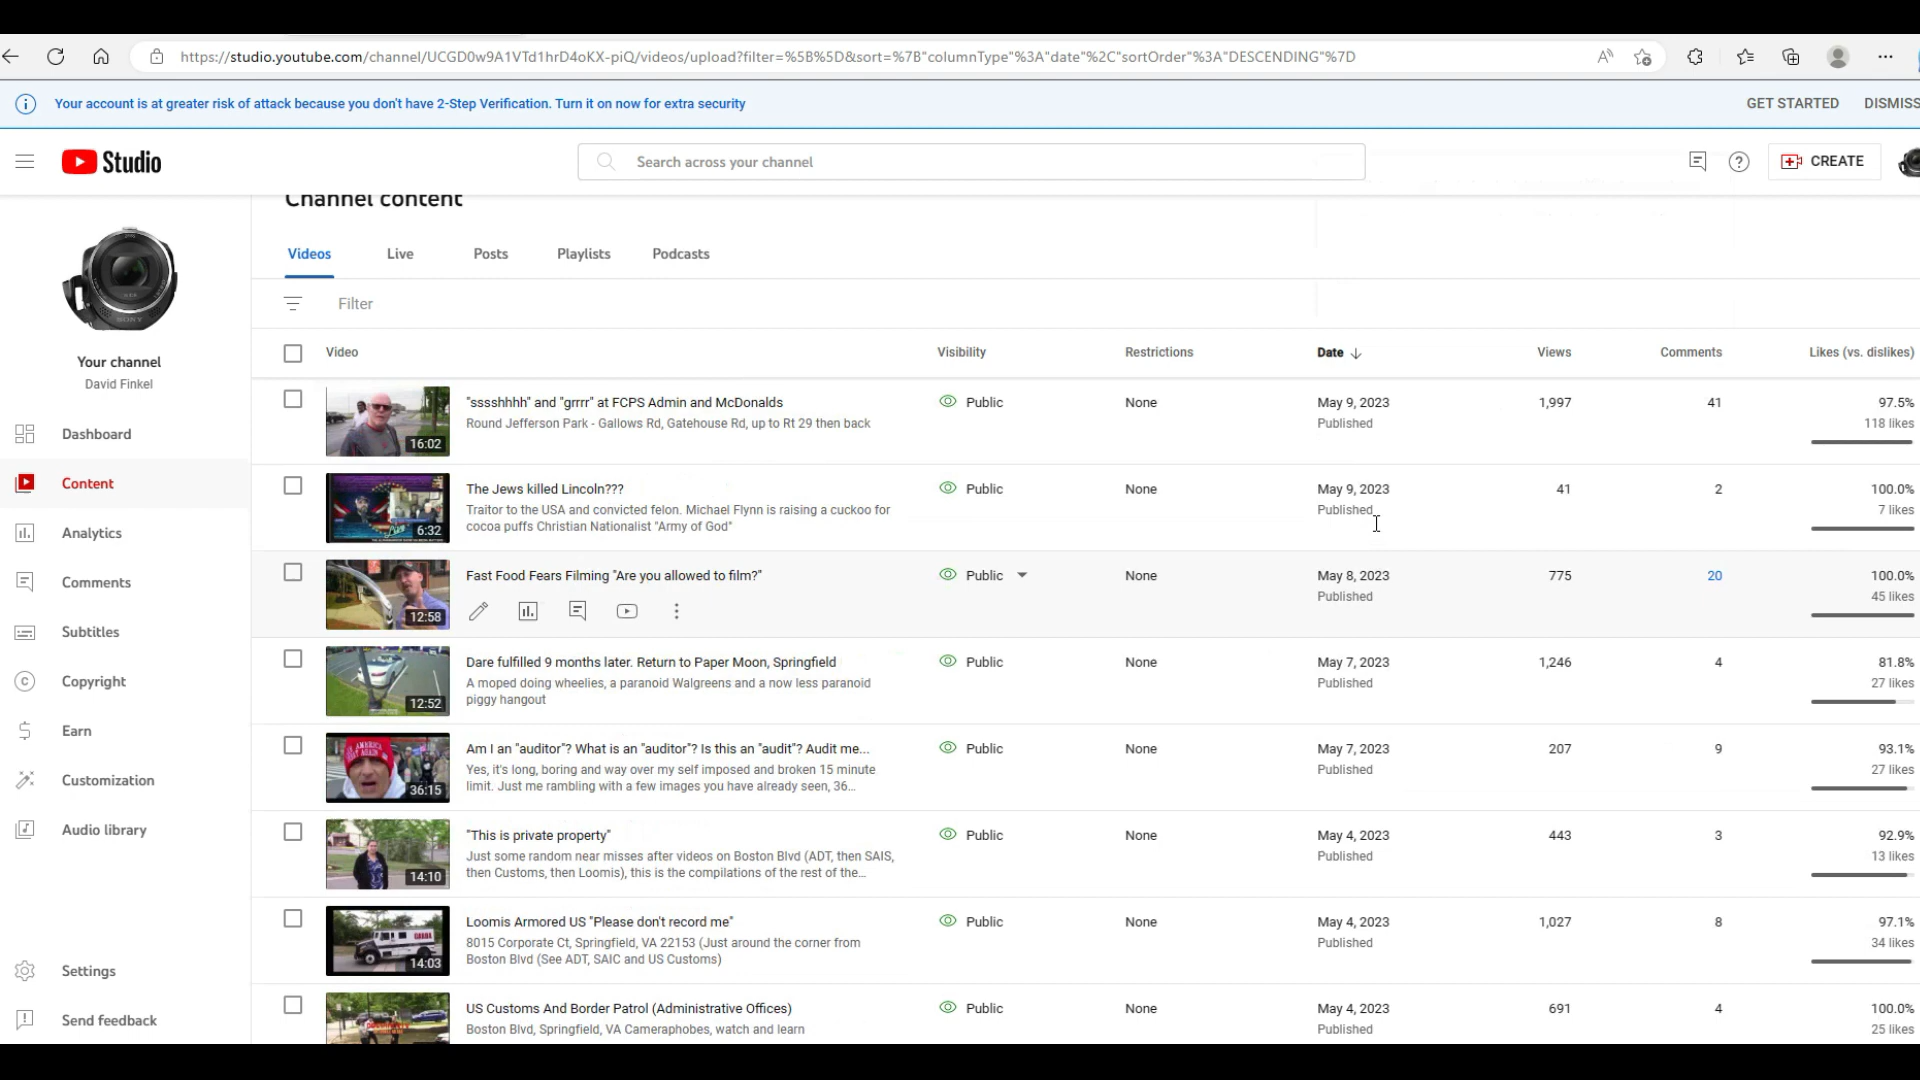 https://studio.youtube.com/channel/UCGD0w9A1VTd1hrD4oKX-piQ/videos/upload?filter=%5B%5D&sort=%7B"columnType"%3A"date"%2C"sortOrder"%3A"DESCENDING"%7D
Your account is at greater risk of attack because you don't have 2-Step Verification. Turn it on now for extra security
GET STARTED
DISMISS
Studio
Search across your channel
CREATE
Channel content
Videos Live Posts Playlists Podcasts
Filter
Your channel
David Finkel
Dashboard
Content
Analytics
Comments
Subtitles
Copyright
Earn
Customization
Audio library
Settings
Send feedback
Video Visibility Restrictions Date Views Comments Likes (vs. dislikes)
"sssshhhh" and "grrrr" at FCPS Admin and McDonalds Public None May 9, 2023 1,997 41 97.5%
Round Jefferson Park - Gallows Rd, Gatehouse Rd, up to Rt 29 then back Published 118 likes
16:02
The Jews killed Lincoln??? Public None May 9, 2023 41 2 100.0%
Traitor to the USA and convicted felon. Michael Flynn is raising a cuckoo for Published 7 likes
cocoa puffs Christian Nationalist "Army of God"
6:32
Fast Food Fears Filming "Are you allowed to film?" Public None May 8, 2023 775 20 100.0%
Published 45 likes
12:58
Dare fulfilled 9 months later. Return to Paper Moon, Springfield Public None May 7, 2023 1,246 4 81.8%
A moped doing wheelies, a paranoid Walgreens and a now less paranoid Published 27 likes
piggy hangout
12:52
Am I an "auditor"? What is an "auditor"? Is this an "audit"? Audit me... Public None May 7, 2023 207 9 93.1%
Yes, it's long, boring and way over my self imposed and broken 15 minute Published 27 likes
limit. Just me rambling with a few images you have already seen, 36...
36:15
"This is private property" Public None May 4, 2023 443 3 92.9%
Just some random near misses after videos on Boston Blvd (ADT, then SAIS, Published 13 likes
then Customs, then Loomis), this is the compilations of the rest of the...
14:10
Loomis Armored US "Please don't record me" Public None May 4, 2023 1,027 8 97.1%
8015 Corporate Ct, Springfield, VA 22153 (Just around the corner from Published 34 likes
Boston Blvd (See ADT, SAIC and US Customs)
14:03
US Customs And Border Patrol (Administrative Offices) Public None May 4, 2023 691 4 100.0%
Boston Blvd, Springfield, VA Cameraphobes, watch and learn Published 25 likes